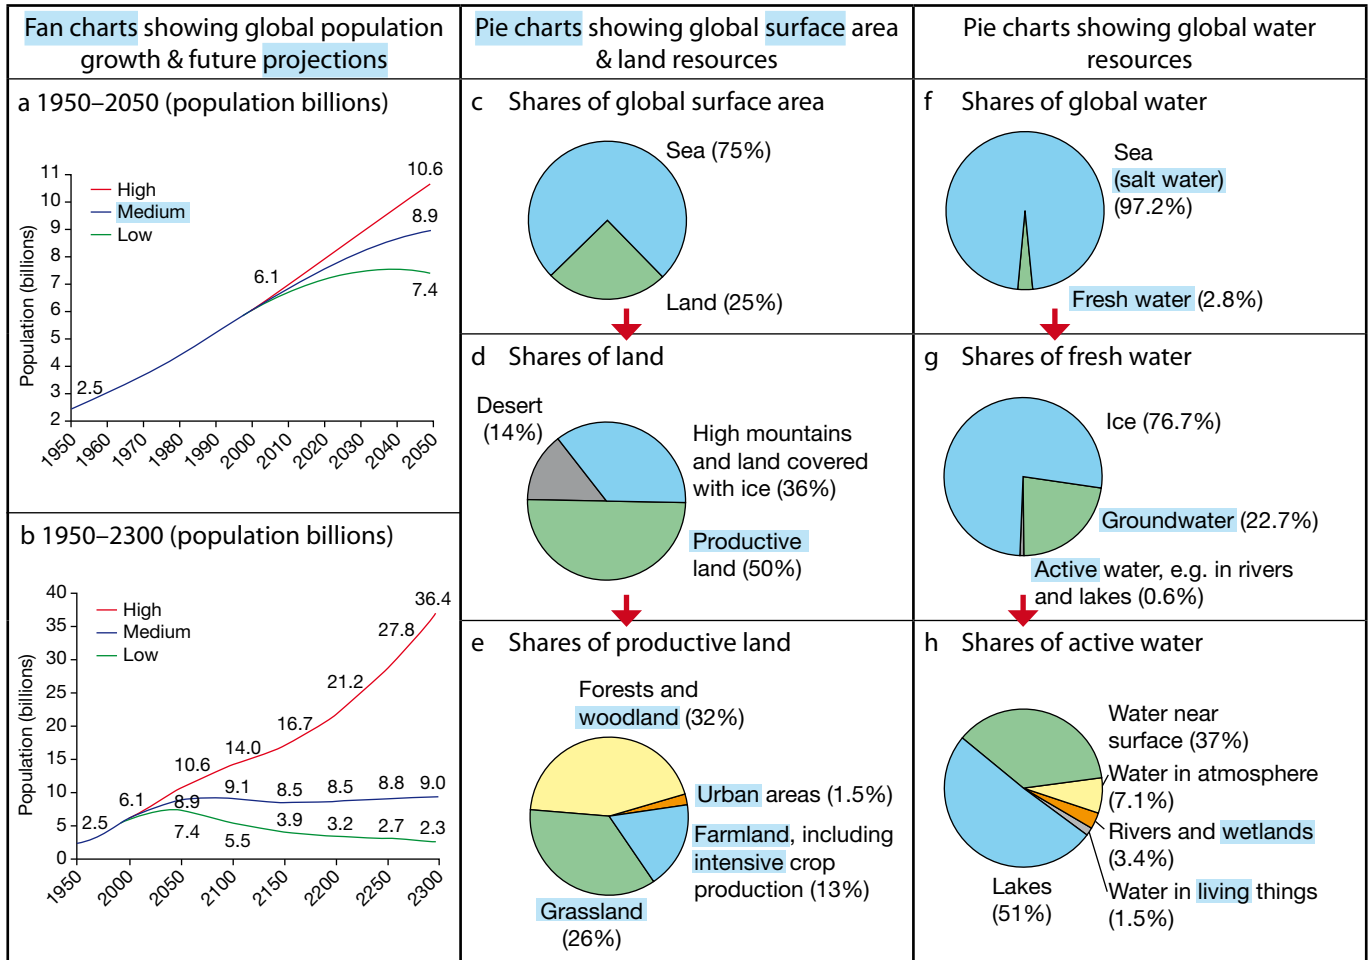 Fan charts showing global population
growth & future projections
a 1950–2050 (population billions)
Population (billions)
11
10
9
8
7
6
5
4
3
2
High
Medium
Low
10.6
8.9
7.4
6.1
2.5
1950
1960
1970
1980
1990
2000
2010
2020
2030
2040
2050
b 1950–2300 (population billions)
Population (billions)
40
35
30
25
20
15
10
5
0
High
Medium
Low
36.4
27.8
21.2
16.7
14.0
10.6
6.1
2.5
8.9
9.1
8.5
8.5
8.8
9.0
7.4
5.5
3.9
3.2
2.7
2.3
1950
2000
2050
2100
2150
2200
2250
2300
Pie charts showing global surface area
& land resources
c Shares of global surface area
Sea (75%)
Land (25%)
d Shares of land
Desert
(14%)
High mountains
and land covered
with ice (36%)
Productive
land (50%)
e Shares of productive land
Forests and
woodland (32%)
Urban areas (1.5%)
Farmland, including
intensive crop
production (13%)
Grassland
(26%)
Pie charts showing global water
resources
f Shares of global water
Sea
(salt water)
(97.2%)
Fresh water (2.8%)
g Shares of fresh water
Ice (76.7%)
Groundwater (22.7%)
Active water, e.g. in rivers
and lakes (0.6%)
h Shares of active water
Water near
surface (37%)
Water in atmosphere
(7.1%)
Rivers and wetlands
(3.4%)
Water in living things
(1.5%)
Lakes
(51%)